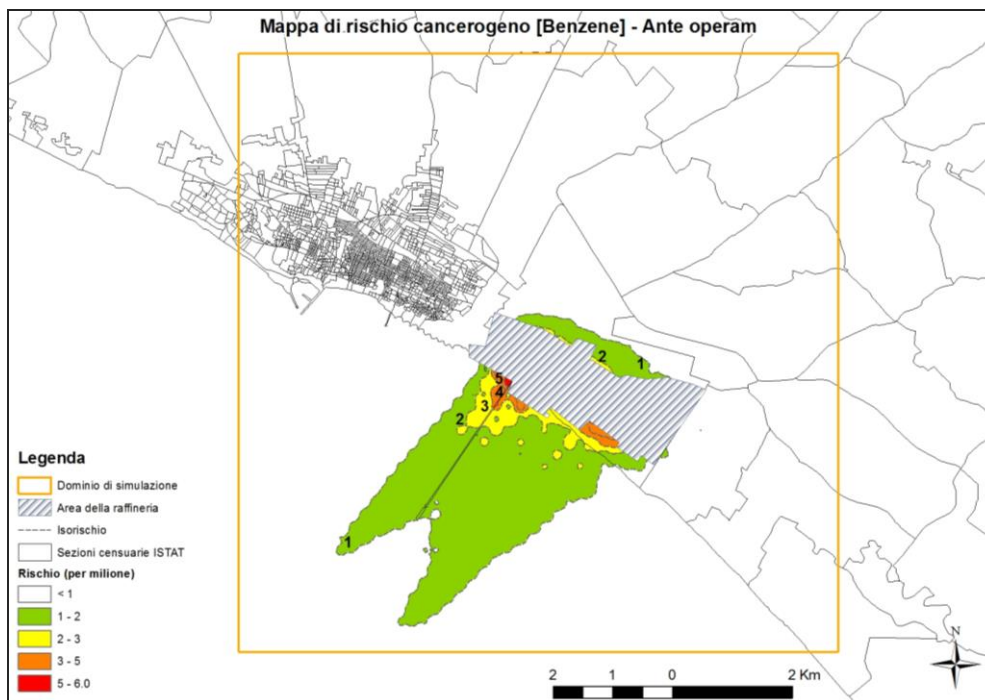 Mappa di rischio cancerogeno [Benzene] - Ante operam
2
1
5
4
3
2
1
Legenda
Dominio di simulazione
Area della raffineria
Isorischio
Sezioni censuarie ISTAT
Rischio (per milione)
< 1
1 - 2
2 - 3
3 - 5
5 - 6.0
N
2 1 0 2 Km